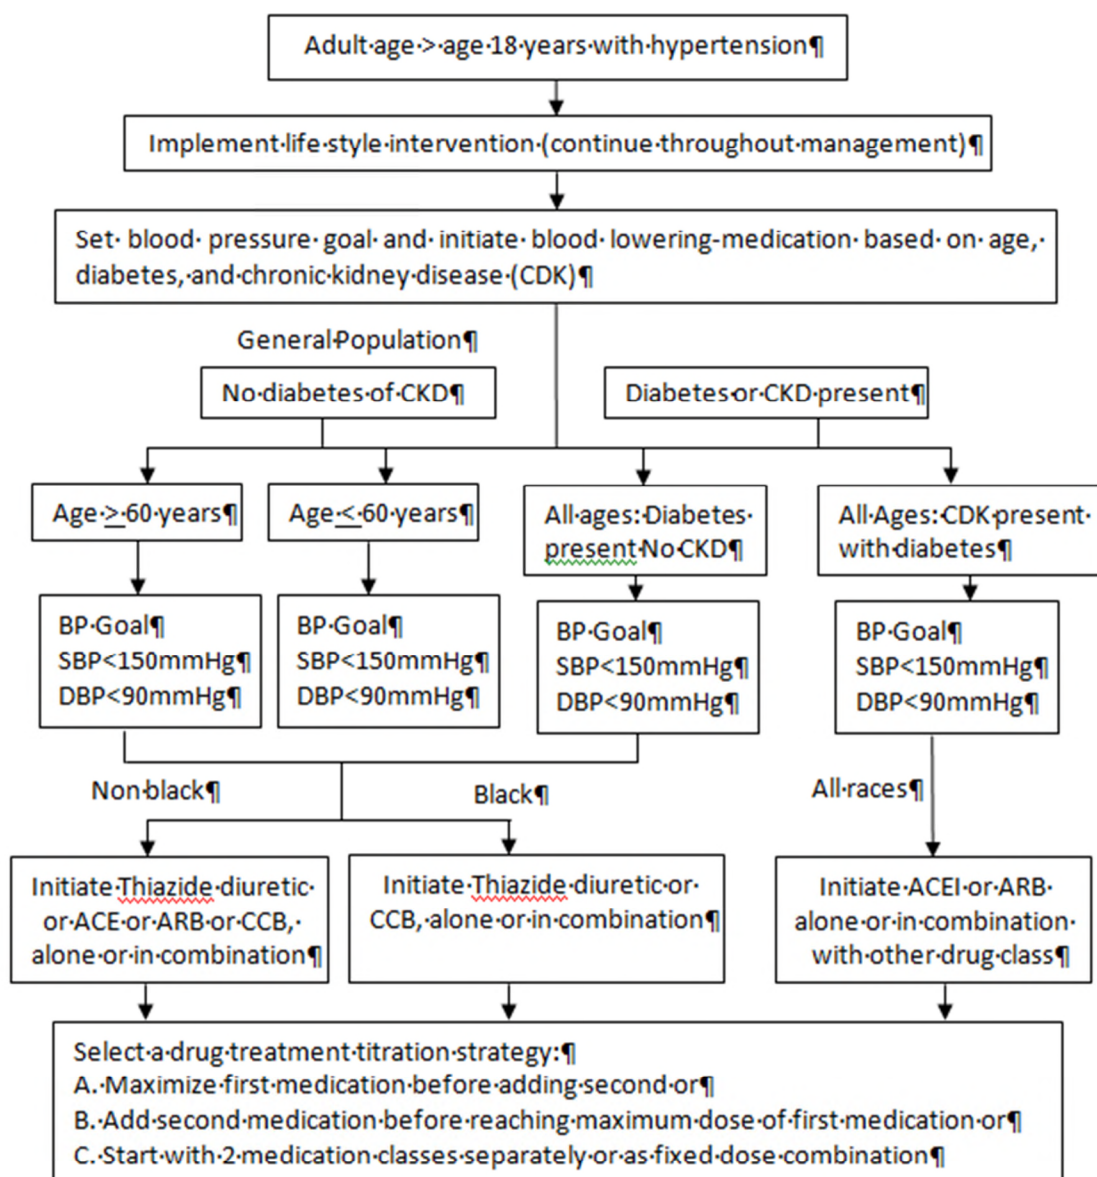 Adult·age·>·age·18·years·with·hypertension¶
Implement·life·style·intervention·(continue·throughout·management)¶
Set· blood· pressure· goal· and· initiate· blood· lowering-medication· based· on· age,·
diabetes,·and·chronic·kidney·disease·(CDK)¶
General·Population¶
No·diabetes·of·CKD¶
Diabetes·or·CKD·present¶
Age·>·60·years¶
Age·<·60·years¶
All·ages:·Diabetes·
present·No·CKD¶
All·Ages:·CDK·present·
with·diabetes¶
BP·Goal¶
SBP<150mmHg¶
DBP<90mmHg¶
BP·Goal¶
SBP<150mmHg¶
DBP<90mmHg¶
BP·Goal¶
SBP<150mmHg¶
DBP<90mmHg¶
BP·Goal¶
SBP<150mmHg¶
DBP<90mmHg¶
Non·black¶
Black¶
All·races¶
Initiate·Thiazide·diuretic·
or·ACE·or·ARB·or·CCB,·
alone·or·in·combination¶
Initiate·Thiazide·diuretic·or·
CCB,·alone·or·in·combination¶
Initiate·ACEI·or·ARB·
alone·or·in·combination·
with·other·drug·class¶
Select·a·drug·treatment·titration·strategy:¶
A.·Maximize·first·medication·before·adding·second·or¶
B.·Add·second·medication·before·reaching·maximum·dose·of·first·medication·or¶
C.·Start·with·2·medication·classes·separately·or·as·fixed·dose·combination¶